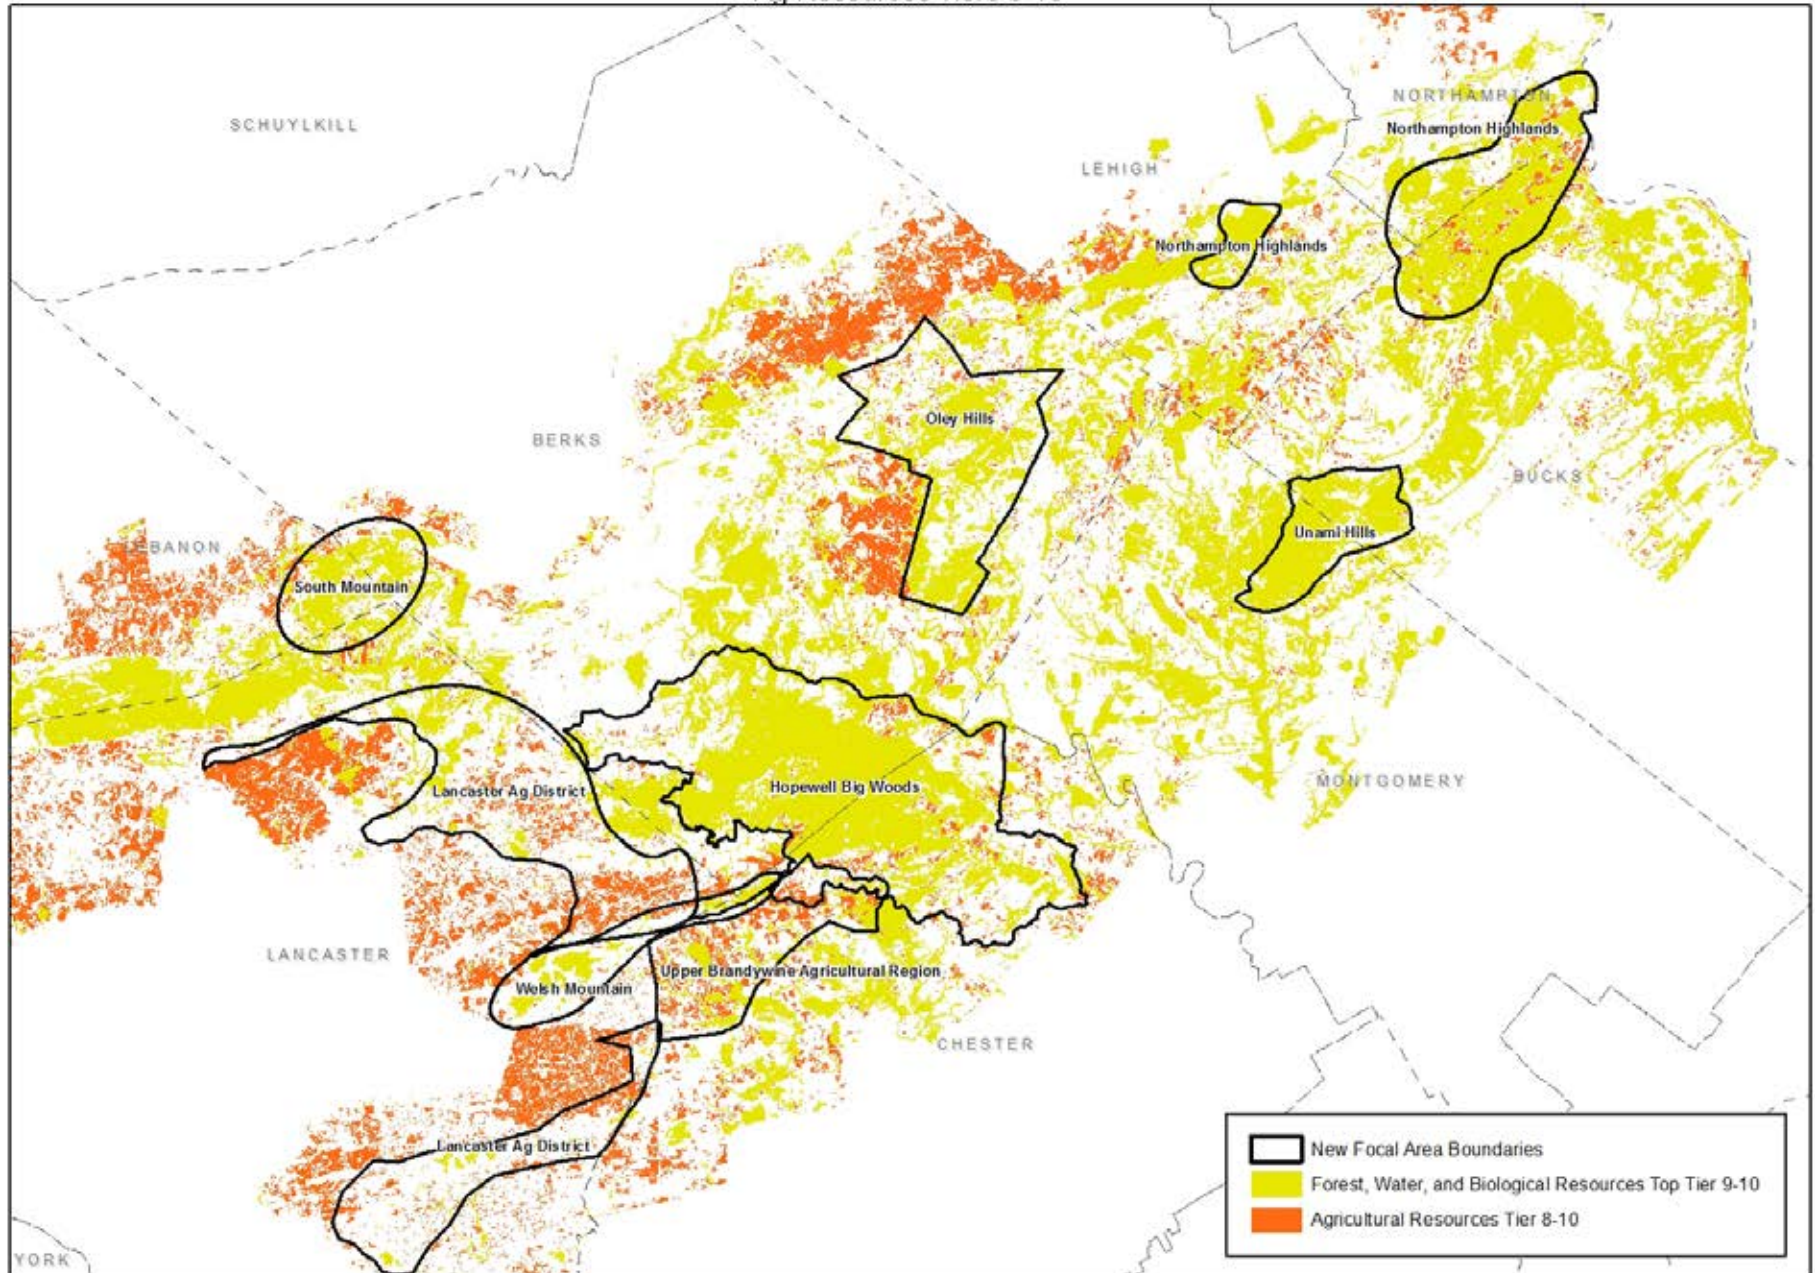 SCHUYLKILL
NORTHAMPTON
Northampton Highlands
LEHIGH
Northampton Highlands
Oley Hills
BERKS
BUCKS
Unami Hills
LEBANON
South Mountain
MONTGOMERY
Hopewell Big Woods
Lancaster Ag District
LANCASTER
Upper Brandywine Agricultural Region
Welsh Mountain
CHESTER
Lancaster Ag District
YORK
New Focal Area Boundaries
Forest, Water, and Biological Resources Top Tier 9-10
Agricultural Resources Tier 8-10